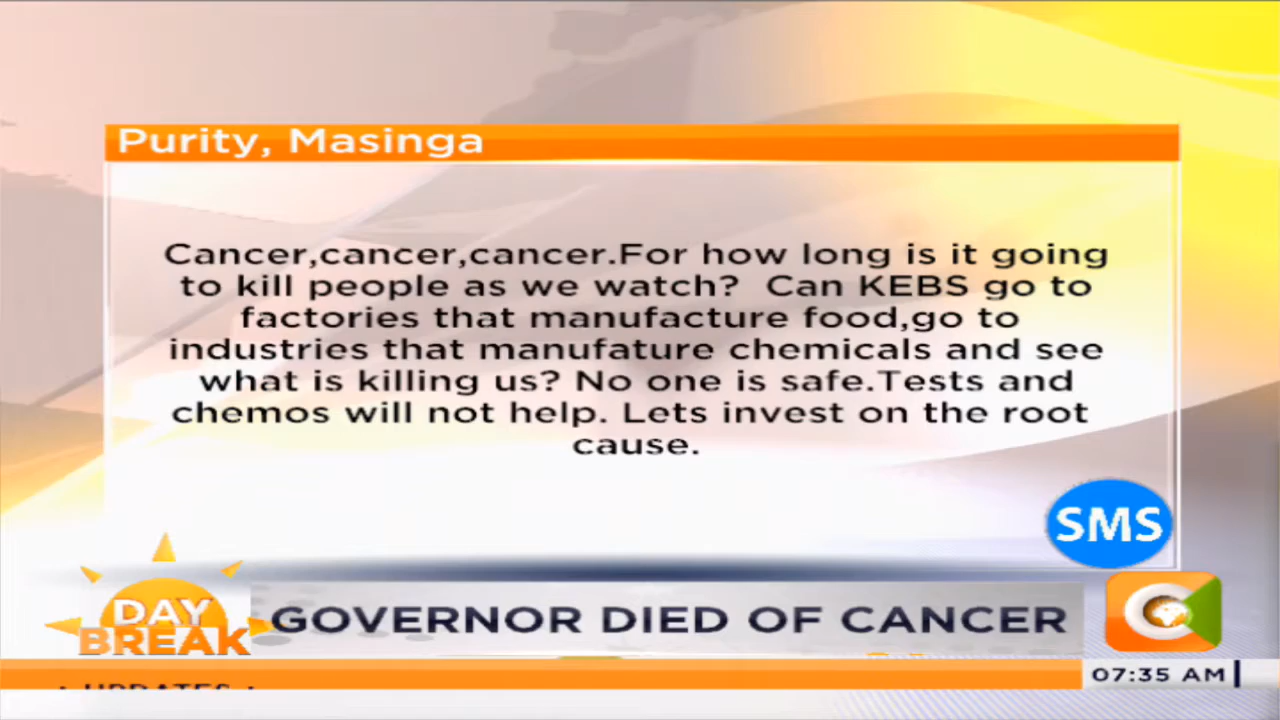 Purity, Masinga
Cancer,cancer,cancer.For how long is it going
to kill people as we watch?  Can KEBS go to
factories that manufacture food,go to
industries that manufature chemicals and see
what is killing us? No one is safe.Tests and
chemos will not help. Lets invest on the root
cause.
SMS
DAY
BREAK
GOVERNOR DIED OF CANCER
07:35 AM
UPDATES